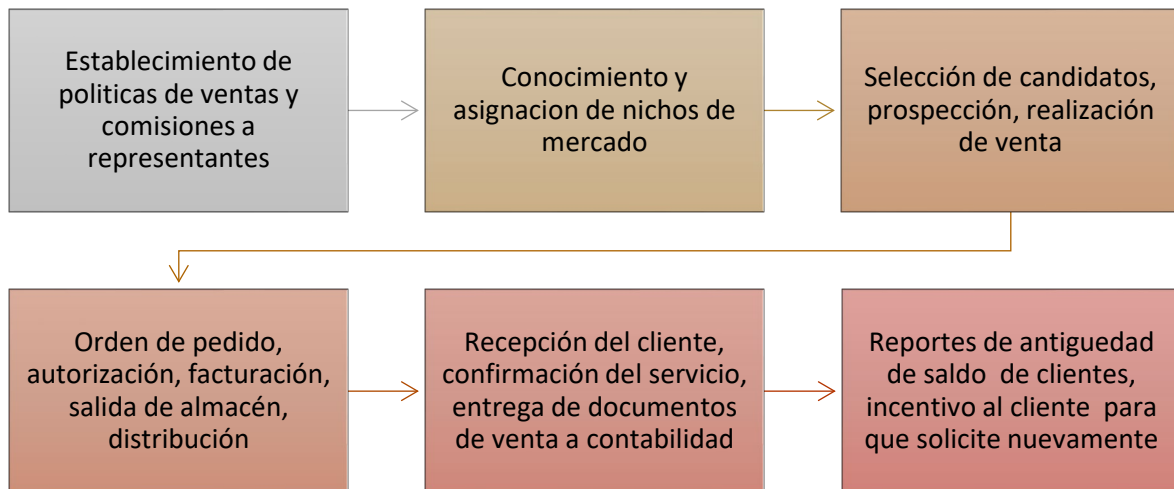 Establecimiento de
politicas de ventas y
comisiones a
representantes
Conocimiento y
asignacion de nichos de
mercado
Selección de candidatos,
prospección, realización
de venta
Orden de pedido,
autorización, facturación,
salida de almacén,
distribución
Recepción del cliente,
confirmación del servicio,
entrega de documentos
de venta a contabilidad
Reportes de antiguedad
de saldo de clientes,
incentivo al cliente para
que solicite nuevamente